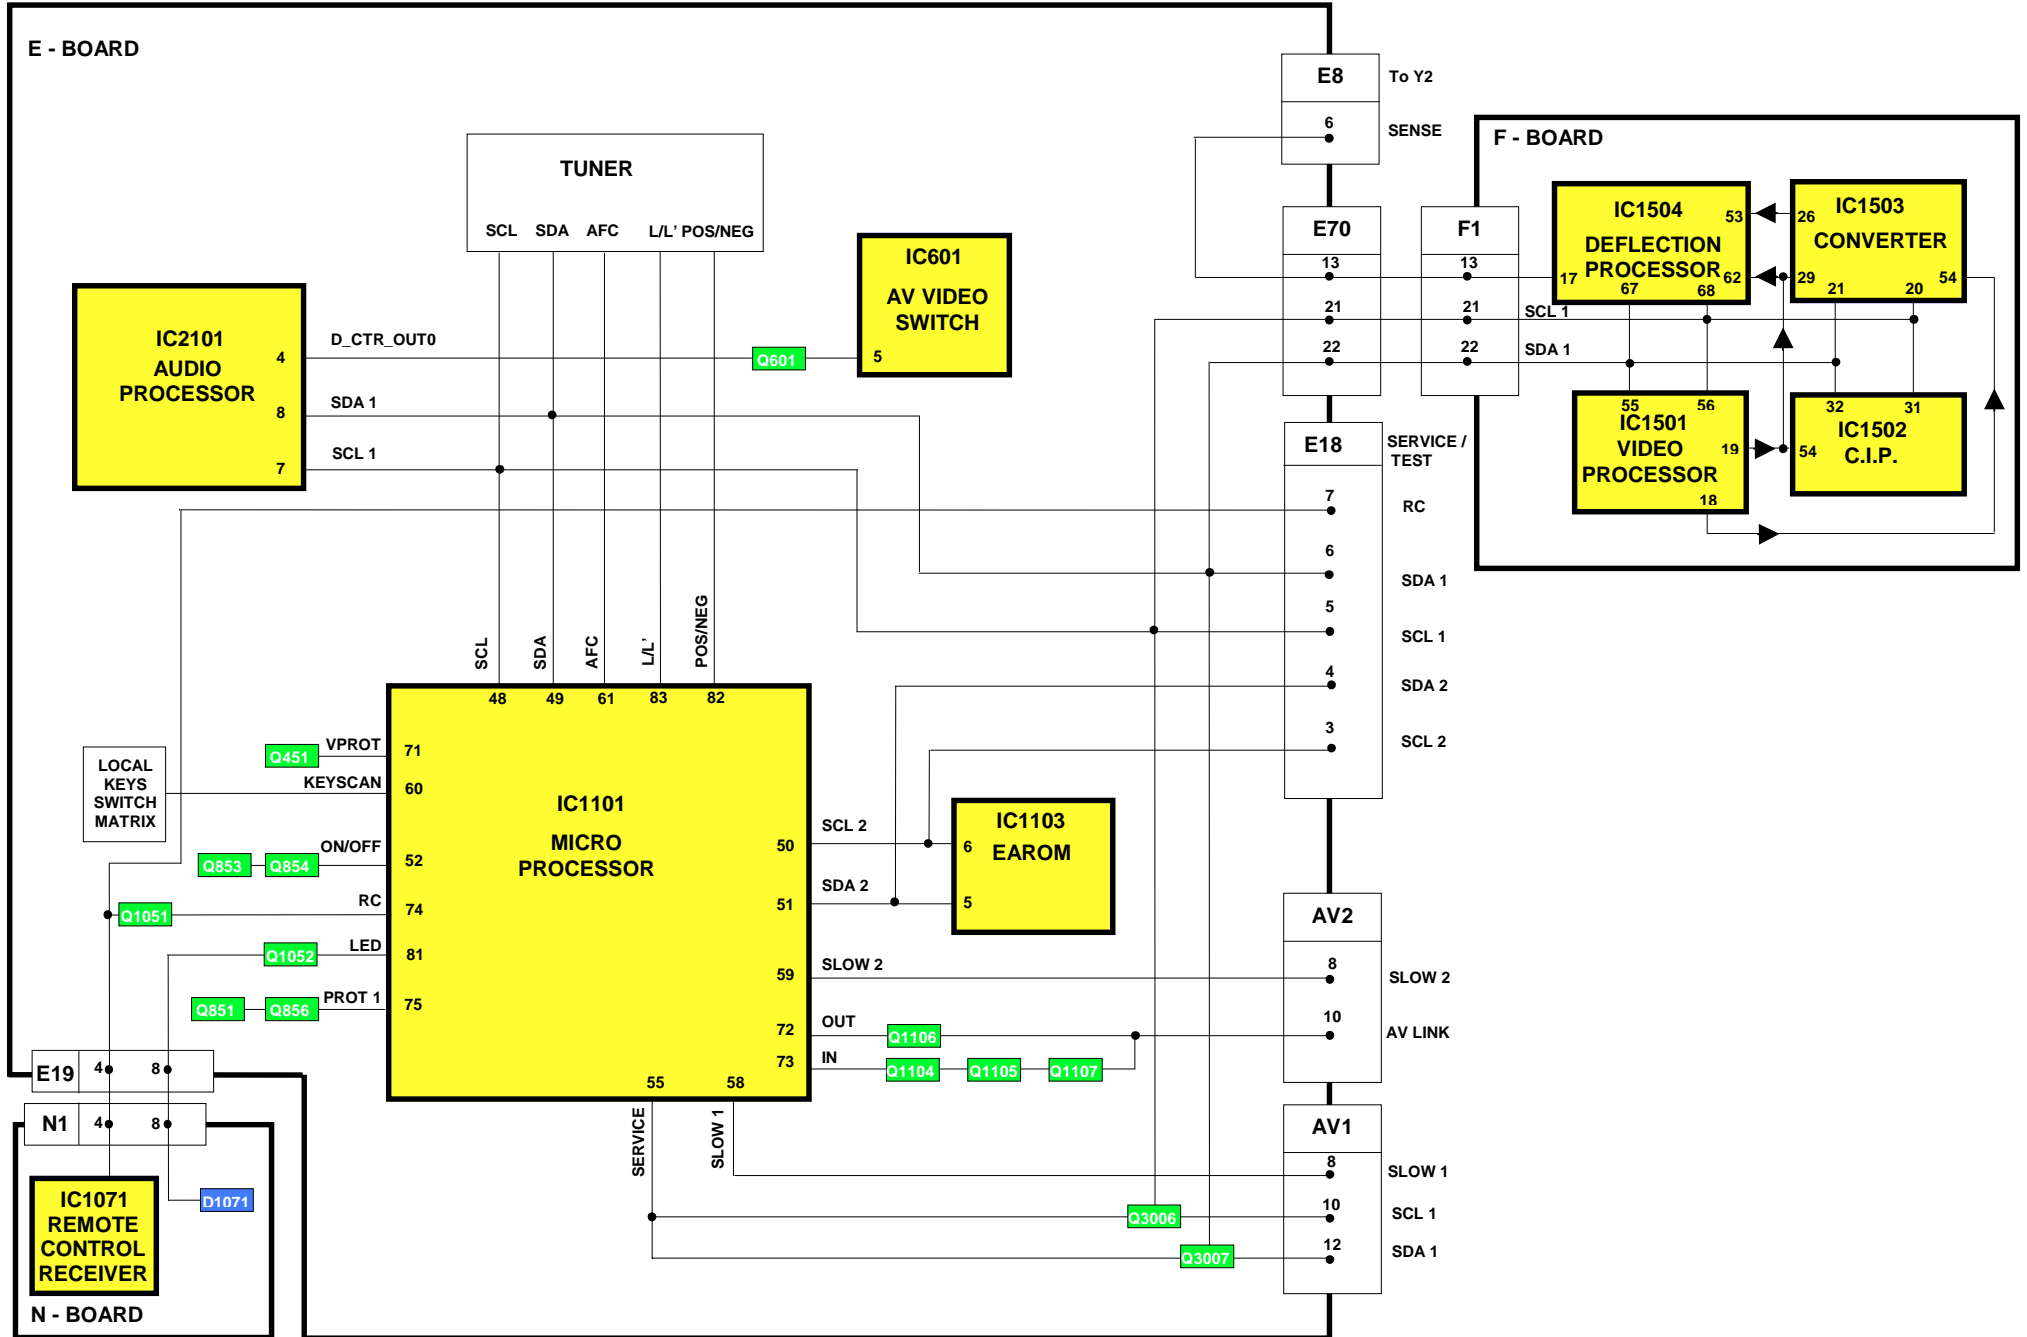 E - BOARD
E8
To Y2
6
SENSE
F - BOARD
TUNER
SCL SDA AFC L/L' POS/NEG
IC601
AV VIDEO
SWITCH
5
E70
13
21
22
F1
13
21
22
SCL 1
SDA 1
IC1504
DEFLECTION
PROCESSOR
53
62
17
67
68
IC1503
CONVERTER
26
29
21
20
54
IC2101
AUDIO
PROCESSOR
4
8
7
D_CTR_OUT0
Q601
SDA 1
SCL 1
55
56
IC1501
VIDEO
PROCESSOR
19
18
32
31
IC1502
C.I.P.
54
E18
SERVICE /
TEST
7
RC
6
SDA 1
5
SCL 1
4
SDA 2
3
SCL 2
SCL
SDA
AFC
L/L'
POS/NEG
48
49
61
83
82
Q451
VPROT
71
LOCAL
KEYS
SWITCH
MATRIX
KEYSCAN
60
IC1101
MICRO
PROCESSOR
Q853
Q854
ON/OFF
52
Q1051
RC
74
Q1052
LED
81
Q851
Q856
PROT 1
75
50
SCL 2
51
SDA 2
IC1103
EAROM
6
5
59
SLOW 2
72
OUT
Q1106
73
IN
Q1104
Q1105
Q1107
55
58
SERVICE
SLOW 1
AV2
8
SLOW 2
10
AV LINK
AV1
8
SLOW 1
10
SCL 1
12
SDA 1
Q3006
Q3007
E19
4
8
N1
4
8
IC1071
REMOTE
CONTROL
RECEIVER
D1071
N - BOARD